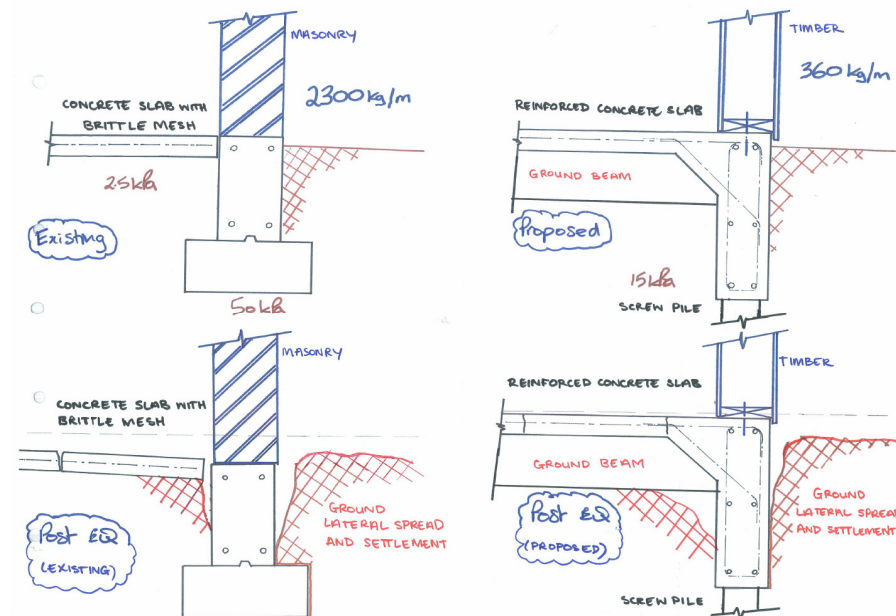 MASONRY
2300kg/m
CONCRETE SLAB WITH
BRITTLE MESH
2.5kPa
Existing
50kPa
TIMBER
360kg/m
REINFORCED CONCRETE SLAB
GROUND BEAM
Proposed
15kPa
SCREW PILE
MASONRY
CONCRETE SLAB WITH
BRITTLE MESH
GROUND
LATERAL SPREAD
AND SETTLEMENT
Post EQ
(EXISTING)
TIMBER
REINFORCED CONCRETE SLAB
GROUND BEAM
GROUND
LATERAL SPREAD
AND SETTLEMENT
Post EQ
(PROPOSED)
SCREW PILE